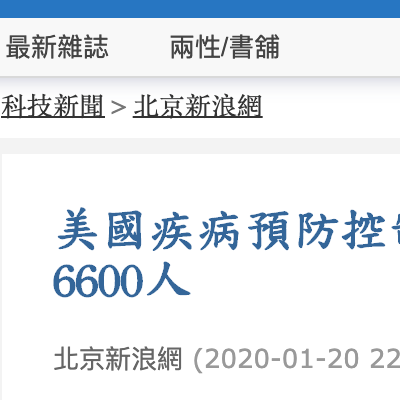 最新雜誌 兩性/書舖
科技新聞 > 北京新浪網
美國疾病預防控
6600人
北京新浪網 (2020-01-20 22